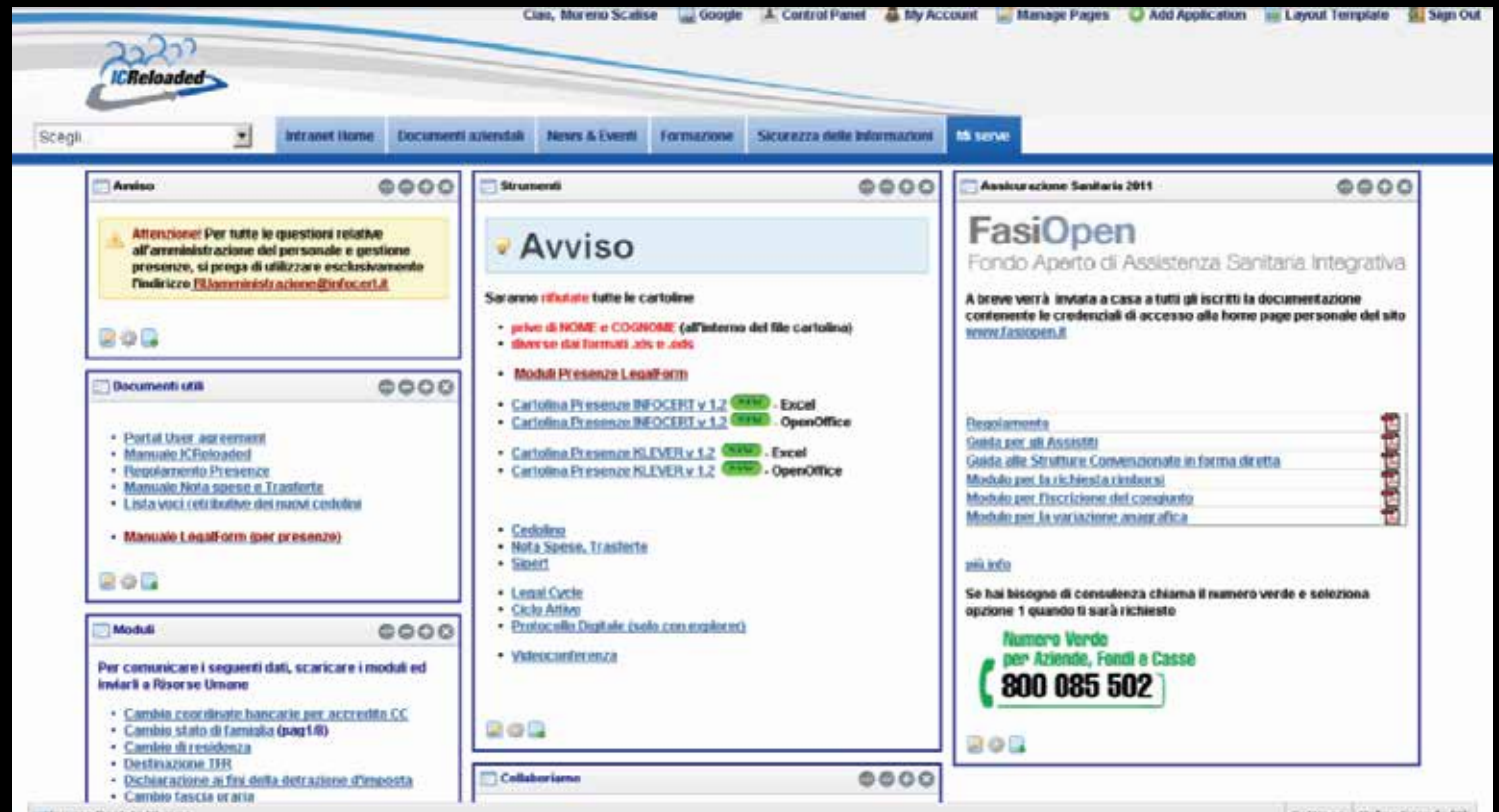 Ciao, Moreno Scalise Google Control Panel My Account Manage Pages Add Application Layout Template Sign Out
ICReloaded
Scegli...
Intranet Home Documenti aziendali News & Eventi Formazione Sicurezza delle Informazioni Mi serve
Avviso
Attenzione! Per tutte le questioni relative
all'amministrazione del personale e gestione
presenze, si prega di utilizzare esclusivamente
l'indirizzo RUamministrazione@infocert.it
Documenti utili
• Portal User agreement
• Manuale ICReloaded
• Regolamento Presenze
• Manuale Nota spese e Trasferte
• Lista voci retributive dei nuovi cedolini
• Manuale LegalForm (per presenze)
Moduli
Per comunicare i seguenti dati, scaricare i moduli ed
inviarli a Risorse Umane
• Cambio coordinate bancarie per accredito CC
• Cambio stato di famiglia (pag1/8)
• Cambio di residenza
• Destinazione TFR
• Dichiarazione ai fini della detrazione d'imposta
• Cambio fascia oraria
Strumenti
Avviso
Saranno rifiutate tutte le cartoline
• prive di NOME e COGNOME (all'interno del file cartolina)
• diverse dai formati .xls e .ods
• Moduli Presenze LegalForm
• Cartolina Presenze INFOCERT v 1.2 NEW - Excel
• Cartolina Presenze INFOCERT v 1.2 NEW - OpenOffice
• Cartolina Presenze KLEVER v 1.2 NEW - Excel
• Cartolina Presenze KLEVER v 1.2 NEW - OpenOffice
• Cedolino
• Nota Spese, Trasferte
• Sipert
• Legal Cycle
• Ciclo Attivo
• Protocollo Digitale (solo con explorer)
• Videoconferenza
Collaboriamo
Assicurazione Sanitaria 2011
FasiOpen
Fondo Aperto di Assistenza Sanitaria Integrativa
A breve verrà inviata a casa a tutti gli iscritti la documentazione
contenente le credenziali di accesso alla home page personale del sito
www.fasiopen.it
Regolamento
Guida per gli Assistiti
Guida alle Strutture Convenzionate in forma diretta
Modulo per la richiesta rimborsi
Modulo per l'iscrizione del congiunto
Modulo per la variazione anagrafica
più info
Se hai bisogno di consulenza chiama il numero verde e seleziona
opzione 1 quando ti sarà richiesto
Numero Verde
per Aziende, Fondi e Casse
800 085 502